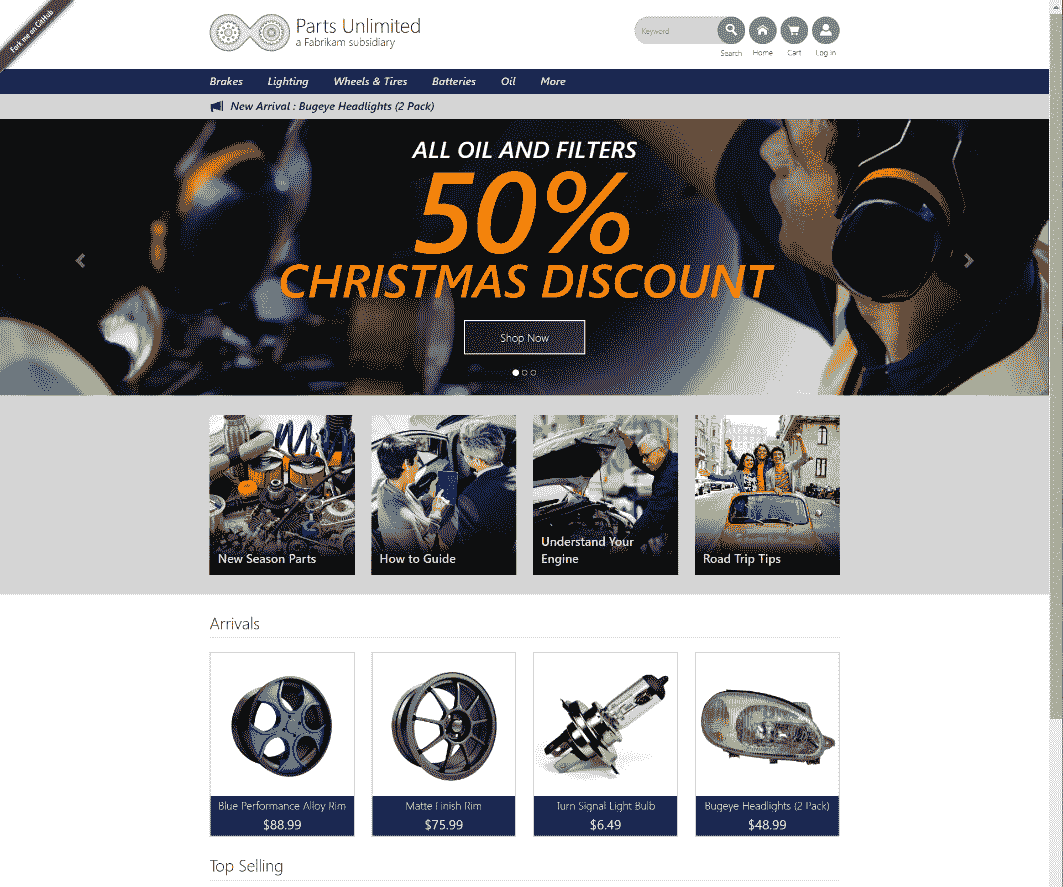 Fork me on GitHub
Parts Unlimited
a Fabrikam subsidiary
Keyword
Search
Home
Cart
Log in
Brakes
Lighting
Wheels & Tires
Batteries
Oil
More
New Arrival : Bugeye Headlights (2 Pack)
ALL OIL AND FILTERS
50%
CHRISTMAS DISCOUNT
Shop Now
New Season Parts
How to Guide
Understand Your
Engine
Road Trip Tips
Arrivals
Blue Performance Alloy Rim
$88.99
Matte Finish Rim
$75.99
Turn Signal Light Bulb
$6.49
Bugeye Headlights (2 Pack)
$48.99
Top Selling